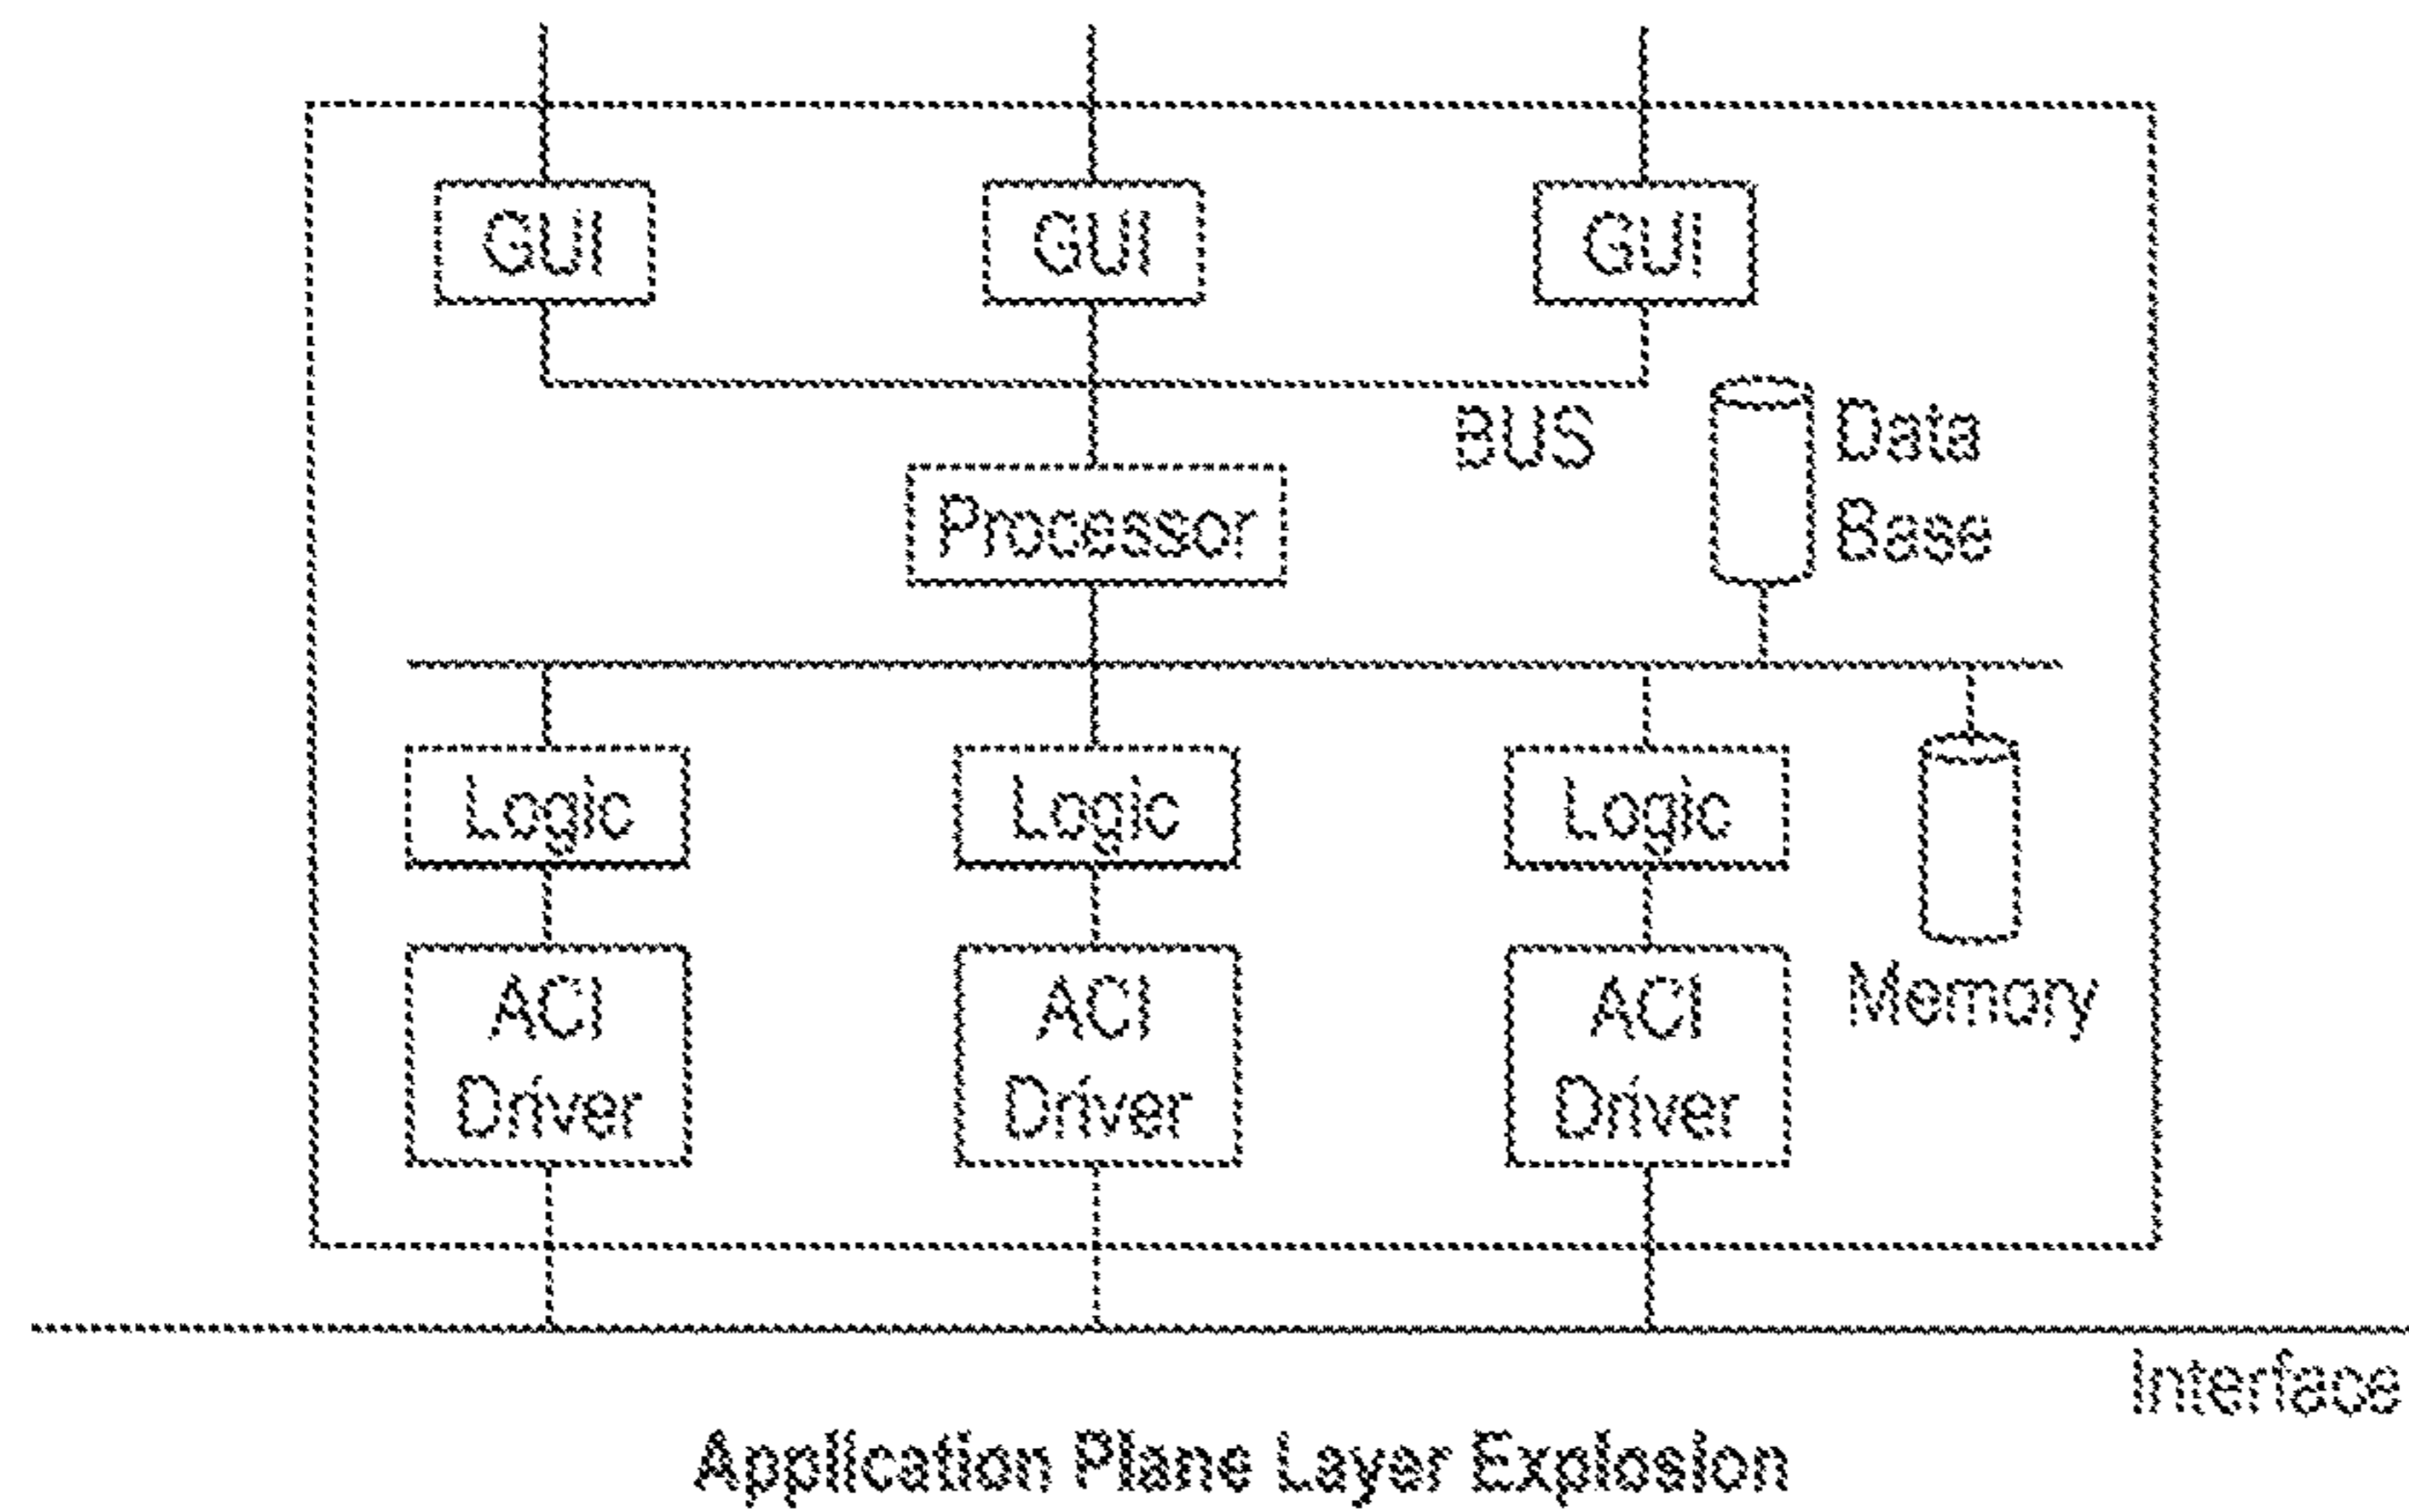 GUI GUI GUI
BUS
Data
Base
Processor
Logic Logic Logic
ACI
Driver
ACI
Driver
ACI
Driver
Memory
Interface
Application Plane Layer Explosion